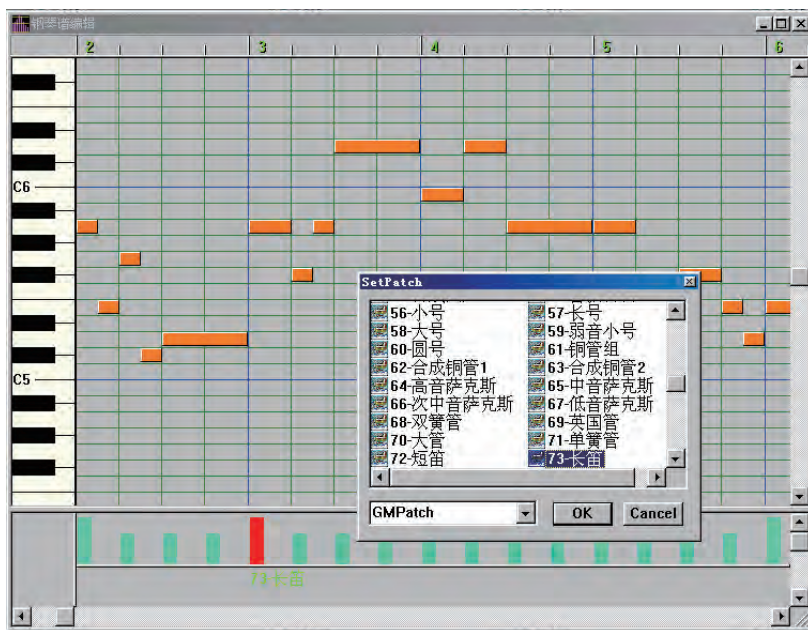 钢琴谱编辑
2 3 4 5 6
C6
C5
SetPatch
56-小号 57-长号
58-大号 59-弱音小号
60-圆号 61-铜管组
62-合成铜管1 63-合成铜管2
64-高音萨克斯 65-中音萨克斯
66-次中音萨克斯 67-低音萨克斯
68-双簧管 69-英国管
70-大管 71-单簧管
72-短笛 73-长笛
GMPatch OK Cancel
73-长笛